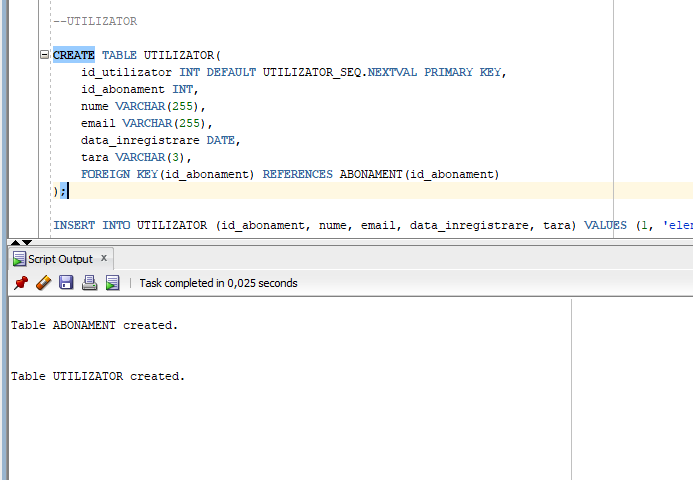 --UTILIZATOR
CREATE TABLE UTILIZATOR(
id_utilizator INT DEFAULT UTILIZATOR_SEQ.NEXTVAL PRIMARY KEY,
id_abonament INT,
nume VARCHAR(255),
email VARCHAR(255),
data_inregistrare DATE,
tara VARCHAR(3),
FOREIGN KEY(id_abonament) REFERENCES ABONAMENT(id_abonament)
);
INSERT INTO UTILIZATOR (id_abonament, nume, email, data_inregistrare, tara) VALUES (1, 'eler
Script Output x
Task completed in 0,025 seconds
Table ABONAMENT created.
Table UTILIZATOR created.